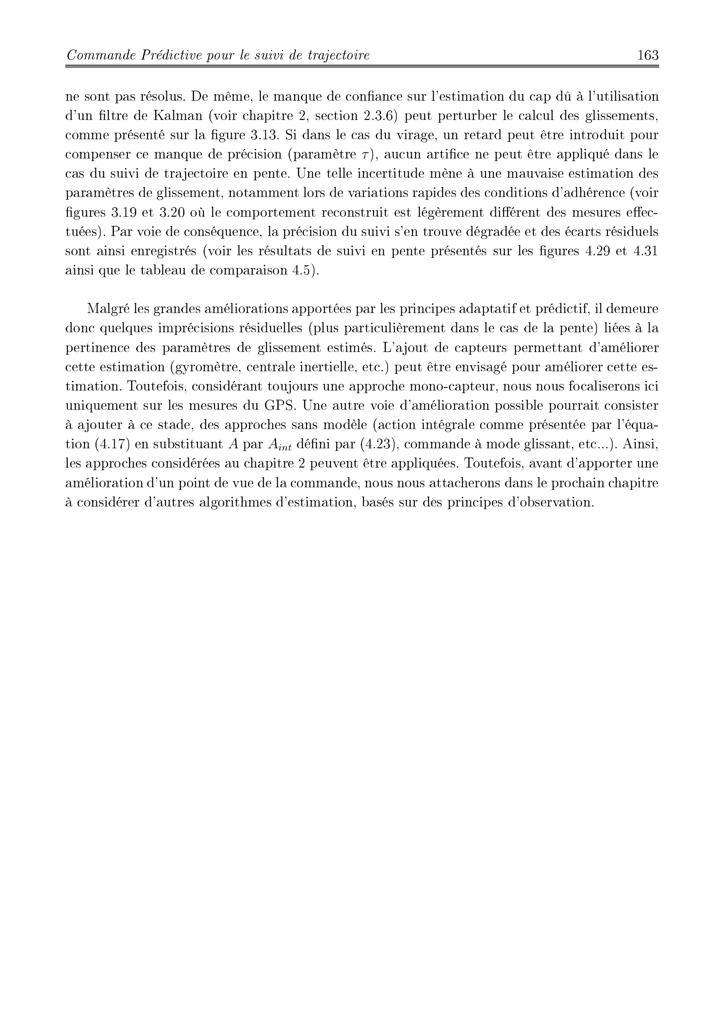 Commande Prédictive pour le suivi de trajectoire 163
ne sont pas résolus. De même, le manque de confiance sur l'estimation du cap dû à l'utilisation
d'un filtre de Kalman (voir chapitre 2, section 2.3.6) peut perturber le calcul des glissements,
comme présenté sur la figure 3.13. Si dans le cas du virage, un retard peut être introduit pour
compenser ce manque de précision (paramètre τ), aucun artifice ne peut être appliqué dans le
cas du suivi de trajectoire en pente. Une telle incertitude mène à une mauvaise estimation des
paramètres de glissement, notamment lors de variations rapides des conditions d'adhérence (voir
figures 3.19 et 3.20 où le comportement reconstruit est légèrement différent des mesures effec-
tuées). Par voie de conséquence, la précision du suivi s'en trouve dégradée et des écarts résiduels
sont ainsi enregistrés (voir les résultats de suivi en pente présentés sur les figures 4.29 et 4.31
ainsi que le tableau de comparaison 4.5).
Malgré les grandes améliorations apportées par les principes adaptatif et prédictif, il demeure
donc quelques imprécisions résiduelles (plus particulièrement dans le cas de la pente) liées à la
pertinence des paramètres de glissement estimés. L'ajout de capteurs permettant d'améliorer
cette estimation (gyromètre, centrale inertielle, etc.) peut être envisagé pour améliorer cette es-
timation. Toutefois, considérant toujours une approche mono-capteur, nous nous focaliserons ici
uniquement sur les mesures du GPS. Une autre voie d'amélioration possible pourrait consister
à ajouter à ce stade, des approches sans modèle (action intégrale comme présentée par l'équa-
tion (4.17) en substituant A par A_int défini par (4.23), commande à mode glissant, etc...). Ainsi,
les approches considérées au chapitre 2 peuvent être appliquées. Toutefois, avant d'apporter une
amélioration d'un point de vue de la commande, nous nous attacherons dans le prochain chapitre
à considérer d'autres algorithmes d'estimation, basés sur des principes d'observation.